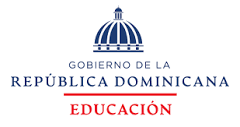 GOBIERNO DE LA
REPÚBLICA DOMINICANA
EDUCACIÓN